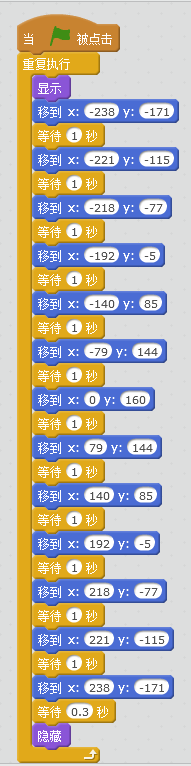 当 被点击
重复执行
显示
移到 x: -238 y: -171
等待 1 秒
移到 x: -221 y: -115
等待 1 秒
移到 x: -218 y: -77
等待 1 秒
移到 x: -192 y: -5
等待 1 秒
移到 x: -140 y: 85
等待 1 秒
移到 x: -79 y: 144
等待 1 秒
移到 x: 0 y: 160
等待 1 秒
移到 x: 79 y: 144
等待 1 秒
移到 x: 140 y: 85
等待 1 秒
移到 x: 192 y: -5
等待 1 秒
移到 x: 218 y: -77
等待 1 秒
移到 x: 221 y: -115
等待 1 秒
移到 x: 238 y: -171
等待 0.3 秒
隐藏